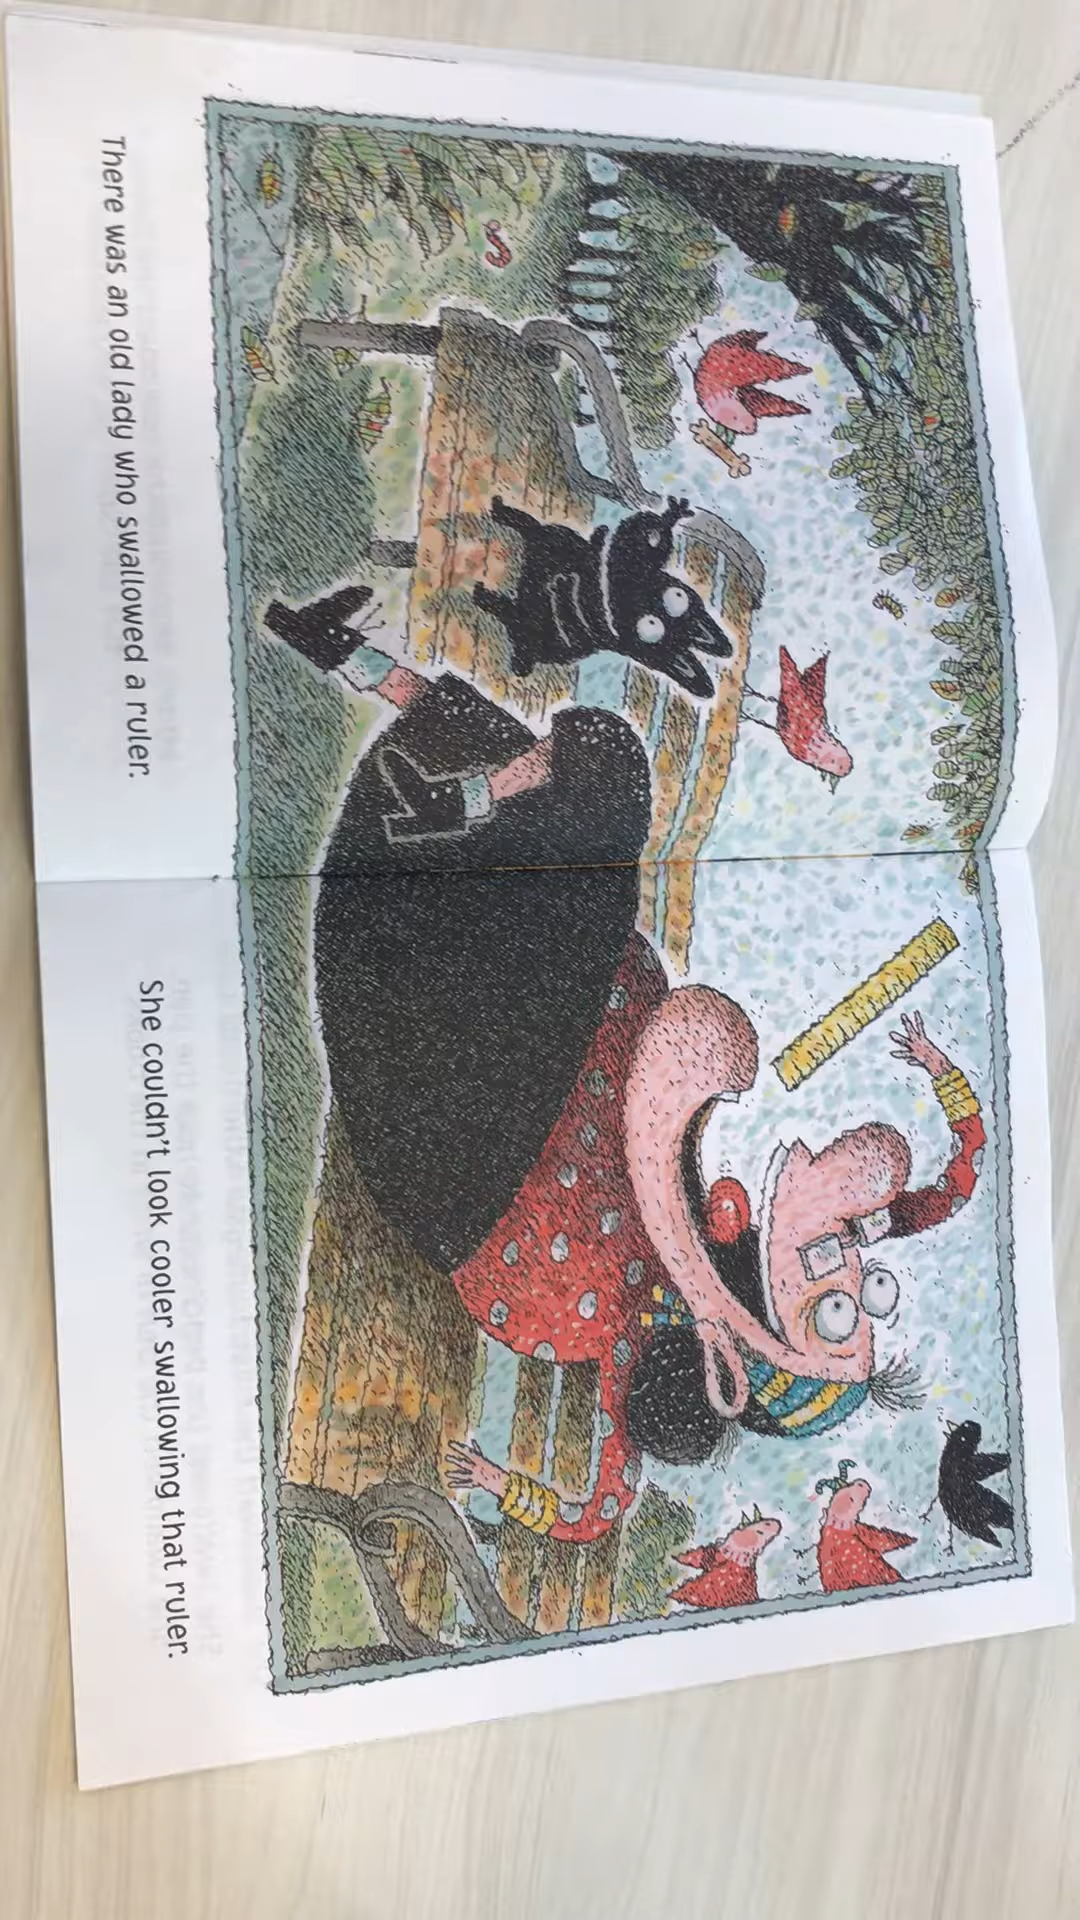 There was an old lady who swallowed a ruler.
She couldn't look cooler swallowing that ruler.